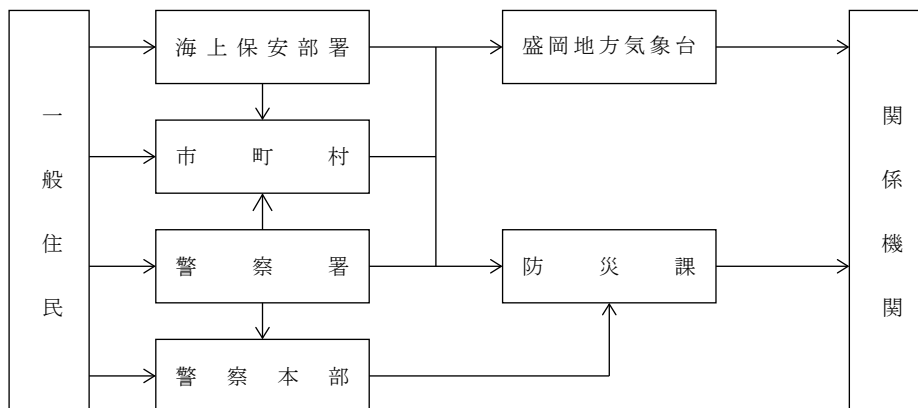 一般住民
海上保安部署
市町村
警察署
警察本部
盛岡地方気象台
防災課
関係機関